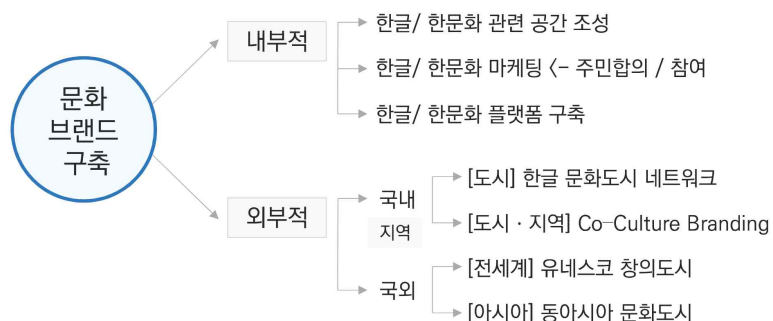 문화
브랜드
구축
내부적
한글/ 한문화 관련 공간 조성
한글/ 한문화 마케팅 <- 주민합의 / 참여
한글/ 한문화 플랫폼 구축
외부적
국내
지역
[도시] 한글 문화도시 네트워크
[도시 · 지역] Co-Culture Branding
국외
[전세계] 유네스코 창의도시
[아시아] 동아시아 문화도시